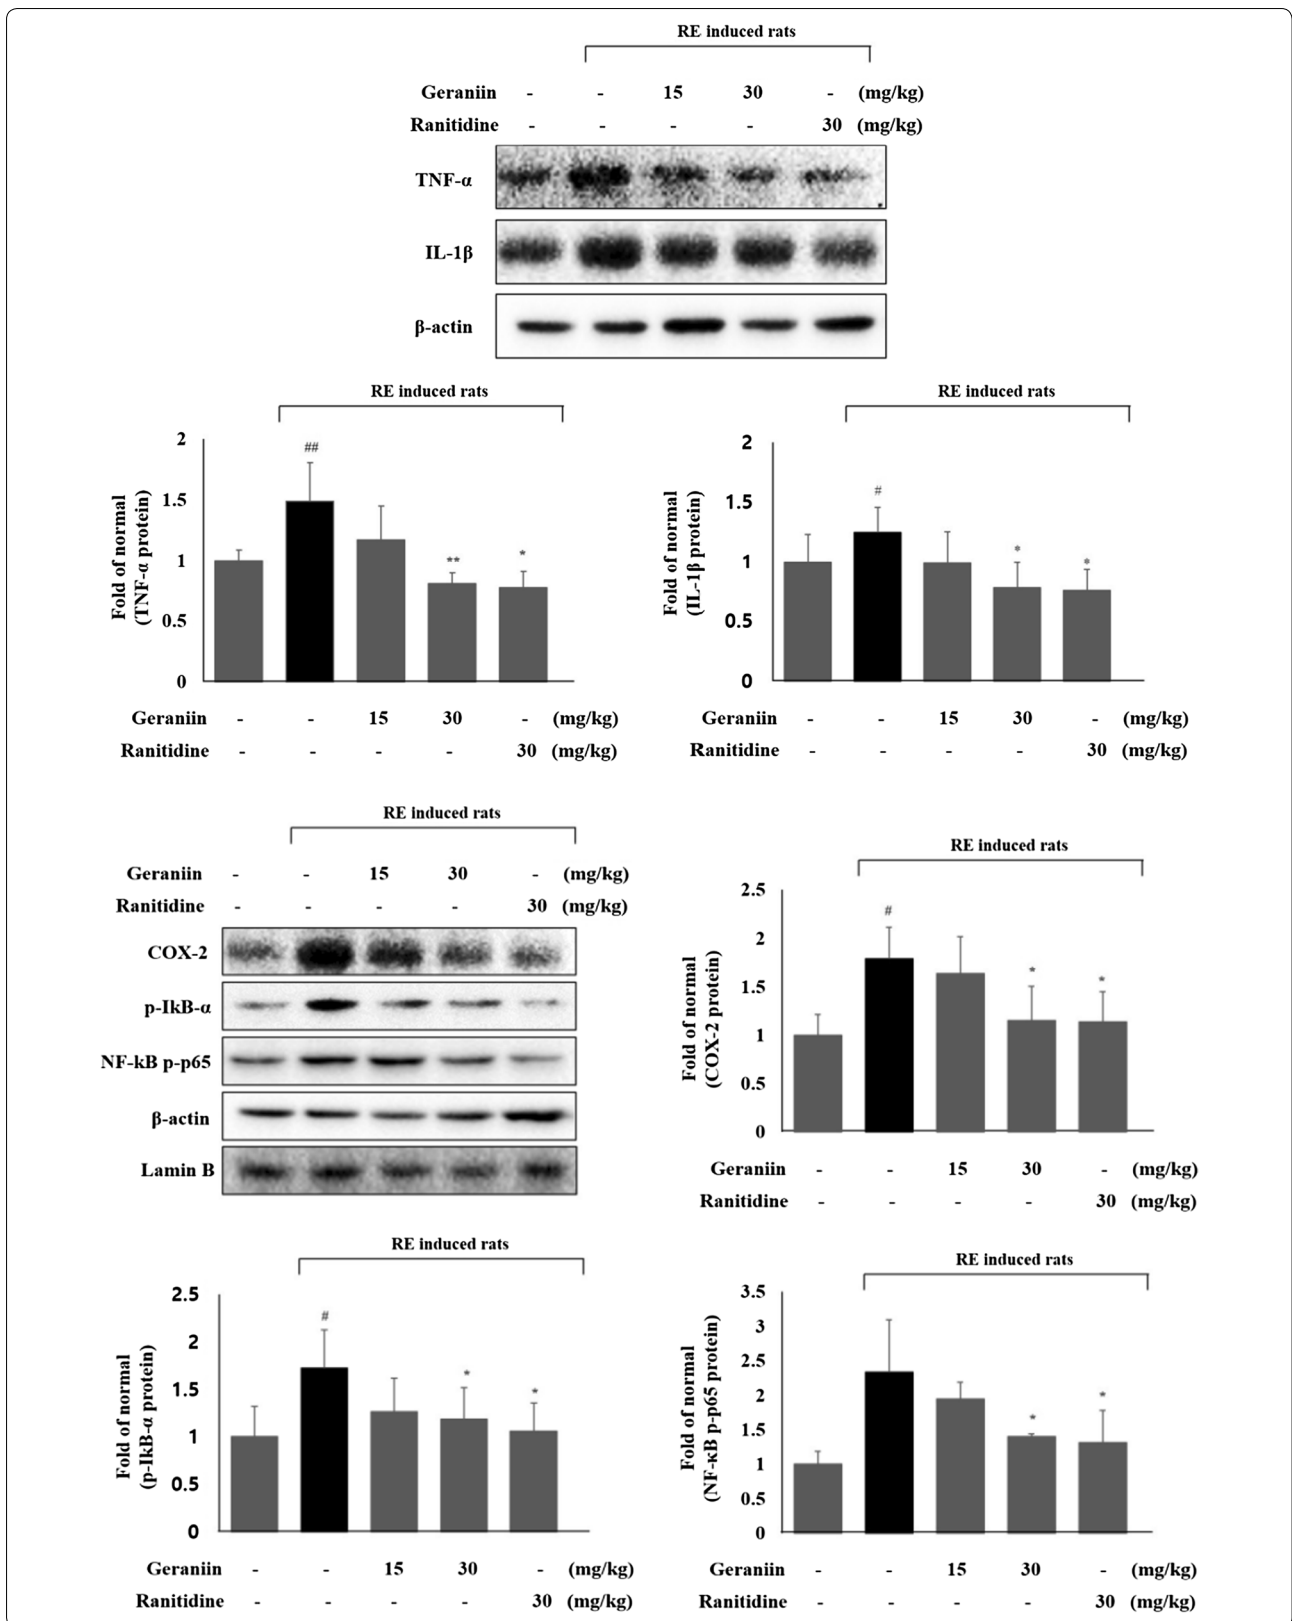 RE induced rats
Geraniin - - 15 30 - (mg/kg)
Ranitidine - - - - 30 (mg/kg)
TNF-α
IL-1β
β-actin
RE induced rats
2
1.5
1
0.5
0
Fold of normal
(TNF-α protein)
##
**
*
Geraniin - - 15 30 - (mg/kg)
Ranitidine - - - - 30 (mg/kg)
RE induced rats
2
1.5
1
0.5
0
Fold of normal
(IL-1β protein)
#
*
*
Geraniin - - 15 30 - (mg/kg)
Ranitidine - - - - 30 (mg/kg)
RE induced rats
Geraniin - - 15 30 - (mg/kg)
Ranitidine - - - - 30 (mg/kg)
COX-2
p-IkB-α
NF-kB p-p65
β-actin
Lamin B
RE induced rats
2.5
2
1.5
1
0.5
0
Fold of normal
(COX-2 protein)
#
*
*
Geraniin - - 15 30 - (mg/kg)
Ranitidine - - - - 30 (mg/kg)
RE induced rats
2.5
2
1.5
1
0.5
0
Fold of normal
(p-IkB-α protein)
#
*
*
Geraniin - - 15 30 - (mg/kg)
Ranitidine - - - - 30 (mg/kg)
RE induced rats
3.5
3
2.5
2
1.5
1
0.5
0
Fold of normal
(NF-κB p-p65 protein)
*
*
Geraniin - - 15 30 - (mg/kg)
Ranitidine - - - - 30 (mg/kg)